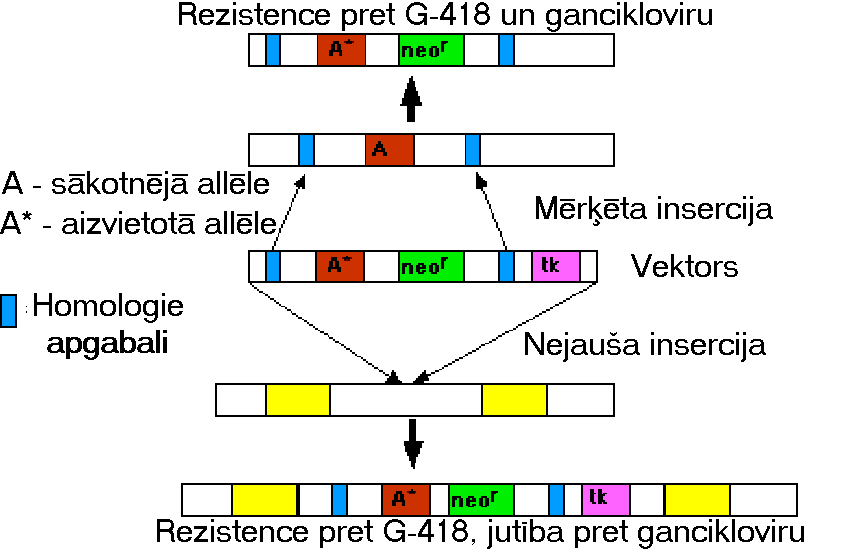 Rezistence pret G-418 un gancikloviru
A* neoʳ
A
A - sākotnējā allēle
A* - aizvietotā allēle
Mērķēta insercija
A* neoʳ tk
Vektors
: Homologie
apgabali
Nejauša insercija
A* neoʳ tk
Rezistence pret G-418, jutība pret gancikloviru